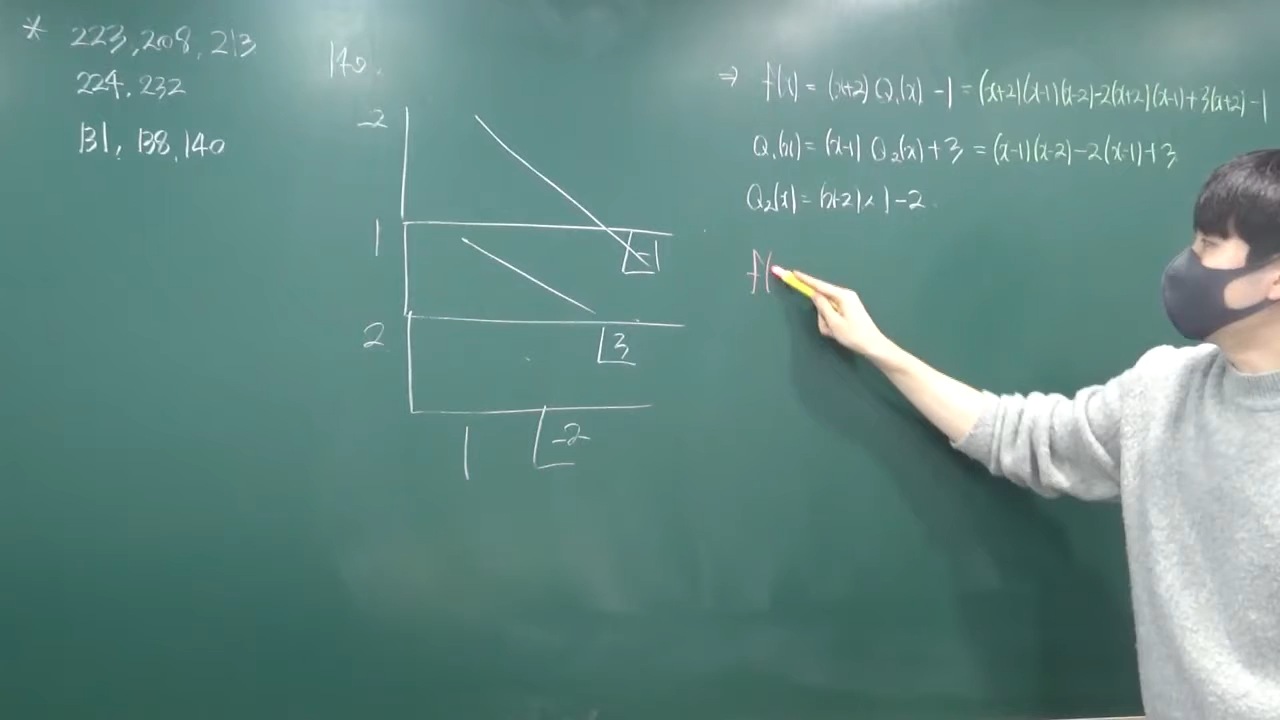 * 223, 208, 213
224. 232
131, 138, 140
140.
-2
1
-1
2
3
1 -2
⇒ f(x) = (x+2) Q₁(x) -1 = (x+2)(x-1)(x-2)-2(x+2)(x-1)+3(x+2)-1
Q₁(x) = (x-1) Q₂(x)+3 = (x-1)(x-2)-2(x-1)+3
Q₂(x) = (x-2)×1-2
f(